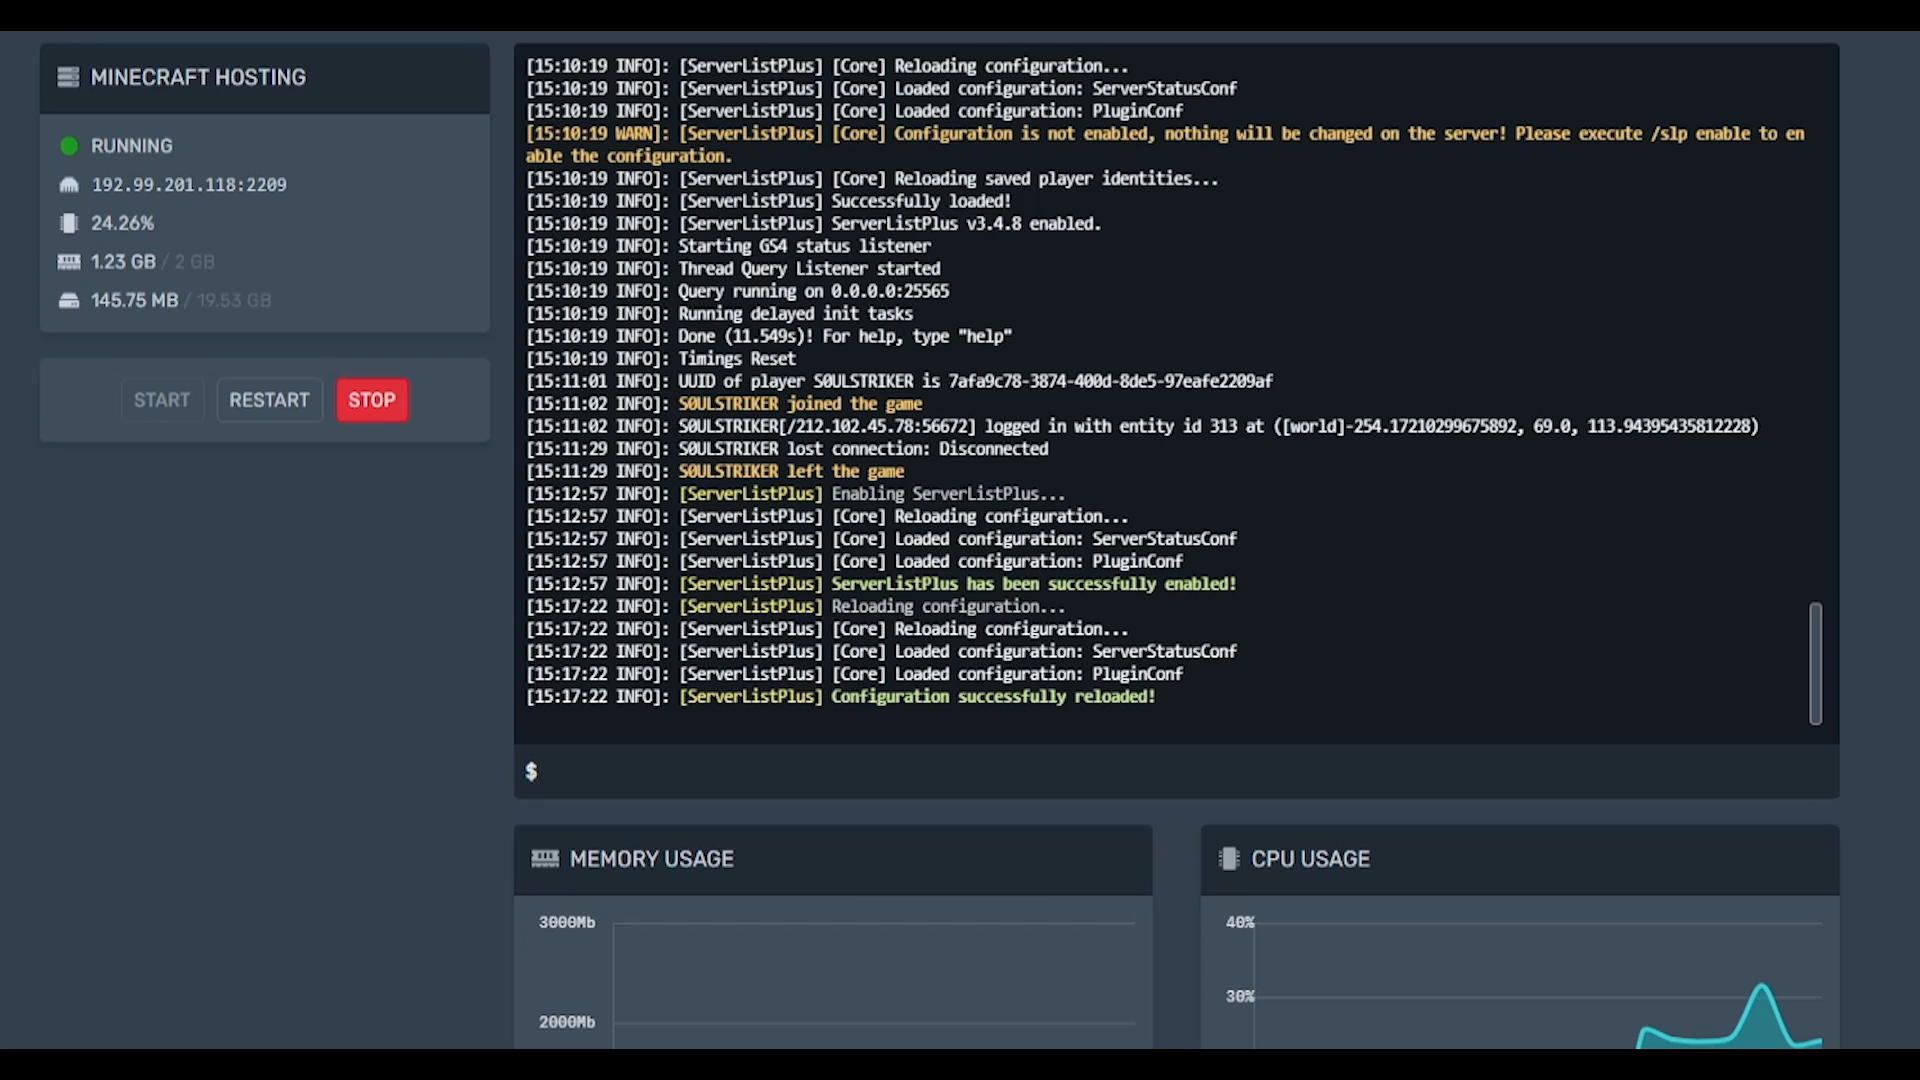 MINECRAFT HOSTING
RUNNING
192.99.201.118:2209
24.26%
1.23 GB / 2 GB
145.75 MB / 19.53 GB
START RESTART STOP
[15:10:19 INFO]: [ServerListPlus] [Core] Reloading configuration...
[15:10:19 INFO]: [ServerListPlus] [Core] Loaded configuration: ServerStatusConf
[15:10:19 INFO]: [ServerListPlus] [Core] Loaded configuration: PluginConf
[15:10:19 WARN]: [ServerListPlus] [Core] Configuration is not enabled, nothing will be changed on the server! Please execute /slp enable to en
able the configuration.
[15:10:19 INFO]: [ServerListPlus] [Core] Reloading saved player identities...
[15:10:19 INFO]: [ServerListPlus] Successfully loaded!
[15:10:19 INFO]: [ServerListPlus] ServerListPlus v3.4.8 enabled.
[15:10:19 INFO]: Starting GS4 status listener
[15:10:19 INFO]: Thread Query Listener started
[15:10:19 INFO]: Query running on 0.0.0.0:25565
[15:10:19 INFO]: Running delayed init tasks
[15:10:19 INFO]: Done (11.549s)! For help, type "help"
[15:10:19 INFO]: Timings Reset
[15:11:01 INFO]: UUID of player S0ULSTRIKER is 7afa9c78-3874-400d-8de5-97eafe2209af
[15:11:02 INFO]: S0ULSTRIKER joined the game
[15:11:02 INFO]: S0ULSTRIKER[/212.102.45.78:56672] logged in with entity id 313 at ([world]-254.17210299675892, 69.0, 113.94395435812228)
[15:11:29 INFO]: S0ULSTRIKER lost connection: Disconnected
[15:11:29 INFO]: S0ULSTRIKER left the game
[15:12:57 INFO]: [ServerListPlus] Enabling ServerListPlus...
[15:12:57 INFO]: [ServerListPlus] [Core] Reloading configuration...
[15:12:57 INFO]: [ServerListPlus] [Core] Loaded configuration: ServerStatusConf
[15:12:57 INFO]: [ServerListPlus] [Core] Loaded configuration: PluginConf
[15:12:57 INFO]: [ServerListPlus] ServerListPlus has been successfully enabled!
[15:17:22 INFO]: [ServerListPlus] Reloading configuration...
[15:17:22 INFO]: [ServerListPlus] [Core] Reloading configuration...
[15:17:22 INFO]: [ServerListPlus] [Core] Loaded configuration: ServerStatusConf
[15:17:22 INFO]: [ServerListPlus] [Core] Loaded configuration: PluginConf
[15:17:22 INFO]: [ServerListPlus] Configuration successfully reloaded!
$
MEMORY USAGE
3000Mb
2000Mb
CPU USAGE
40%
30%